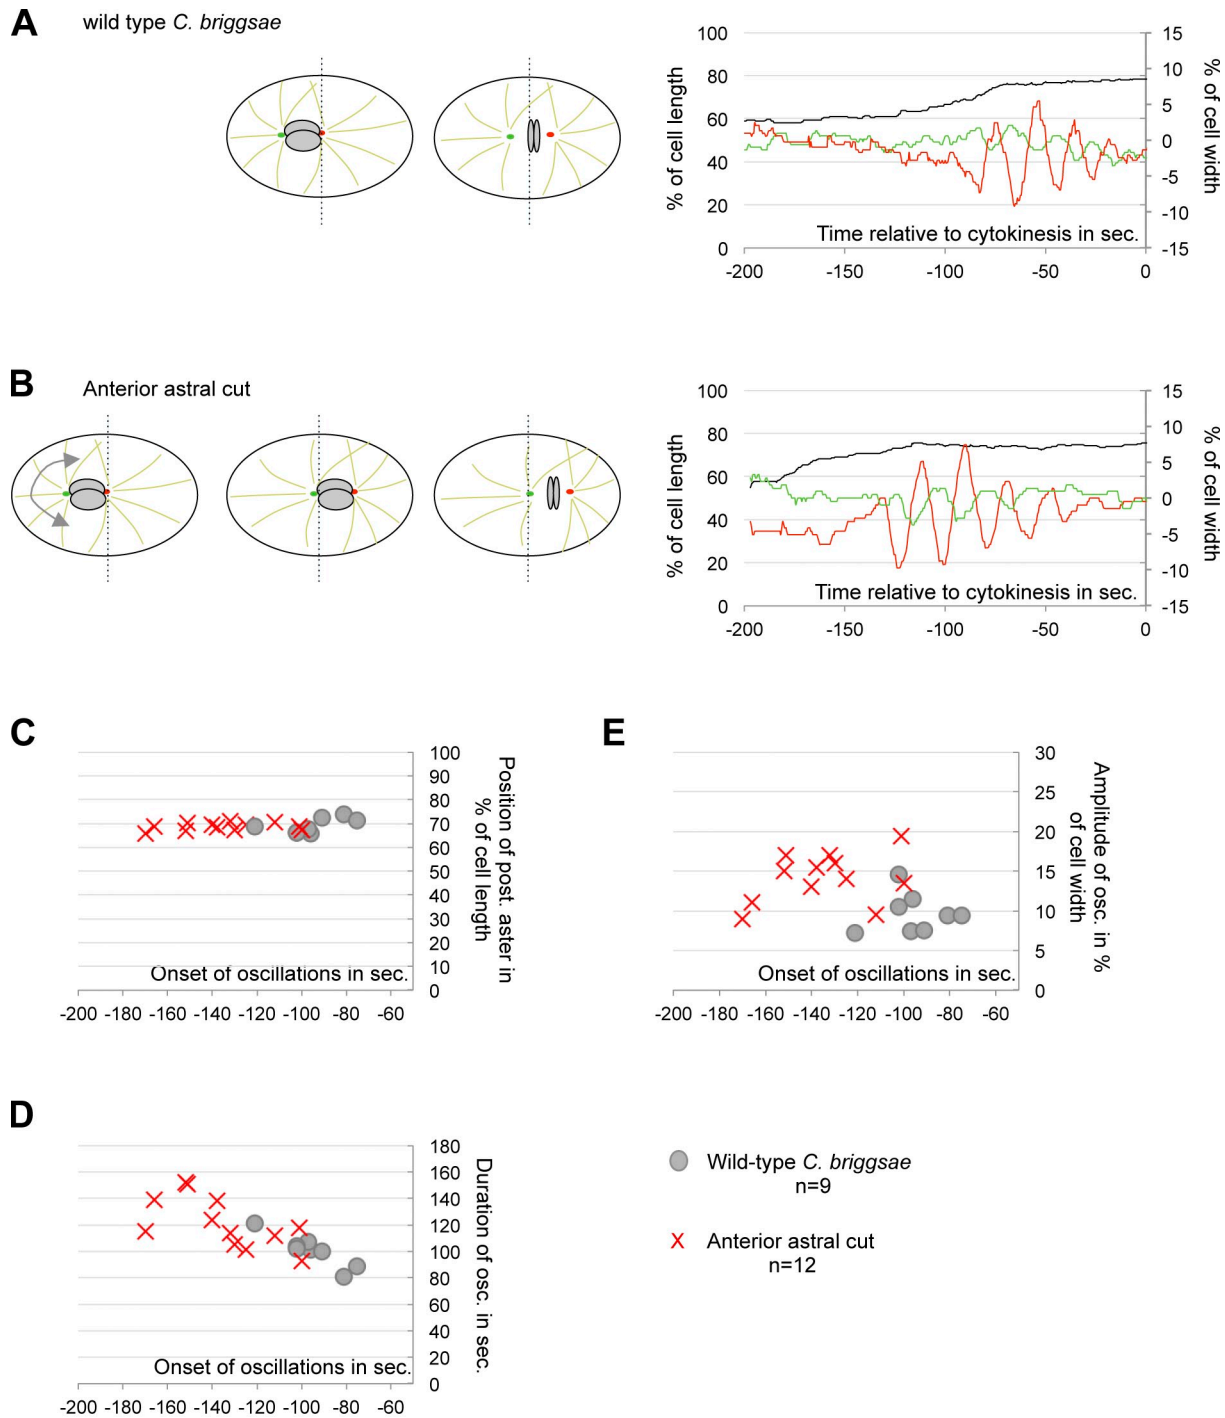 A
wild type C. briggsae
100
80
60
40
20
0
% of cell length
15
10
5
0
-5
-10
-15
% of cell width
Time relative to cytokinesis in sec.
-200 -150 -100 -50 0
B
Anterior astral cut
100
80
60
40
20
0
% of cell length
15
10
5
0
-5
-10
-15
% of cell width
Time relative to cytokinesis in sec.
-200 -150 -100 -50 0
C
100
90
80
70
60
50
40
30
20
10
0
Position of post. aster in
% of cell length
Onset of oscillations in sec.
-200 -180 -160 -140 -120 -100 -80 -60
E
30
25
20
15
10
5
0
Amplitude of osc. in %
of cell width
Onset of oscillations in sec.
-200 -180 -160 -140 -120 -100 -80 -60
D
180
160
140
120
100
80
60
40
20
0
Duration of osc. in sec.
Onset of oscillations in sec.
-200 -180 -160 -140 -120 -100 -80 -60
Wild-type C. briggsae
n=9
Anterior astral cut
n=12